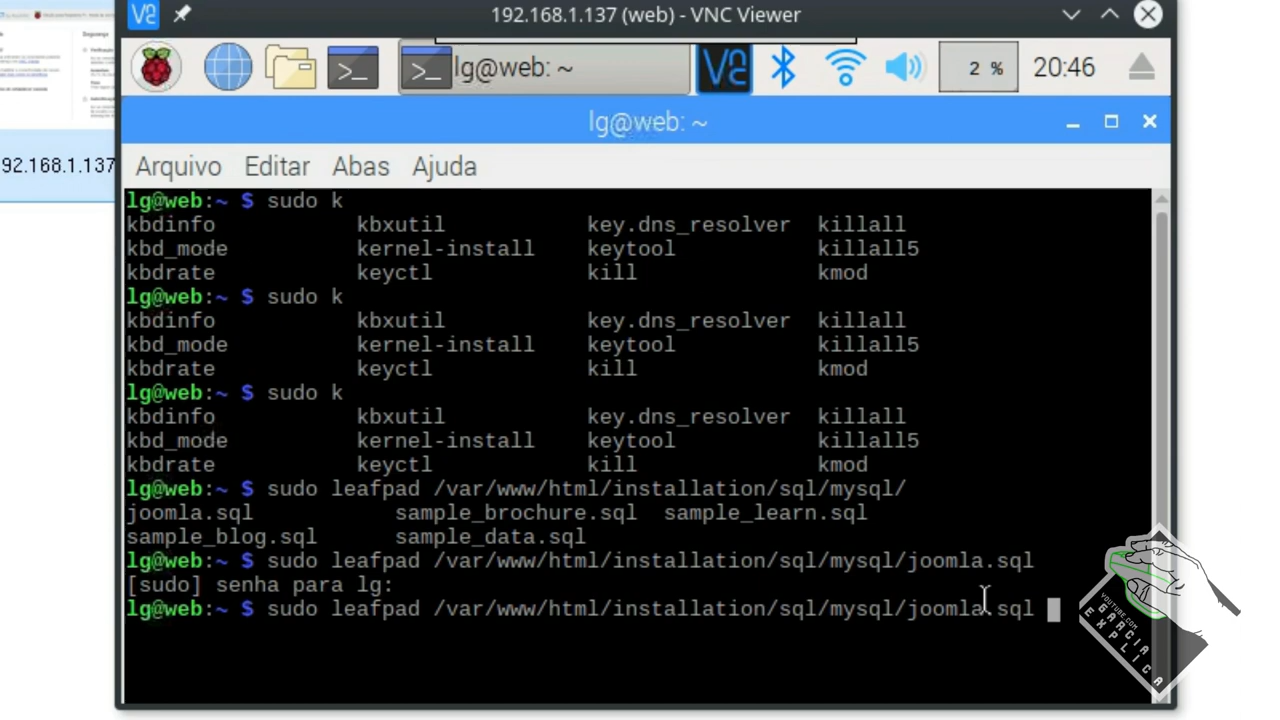 192.168.1.137 (web) - VNC Viewer
lg@web: ~
2 %
20:46
lg@web: ~
92.168.1.137
Arquivo Editar Abas Ajuda
lg@web:~ $ sudo k
kbdinfo kbxutil key.dns_resolver killall
kbd_mode kernel-install keytool killall5
kbdrate keyctl kill kmod
lg@web:~ $ sudo k
kbdinfo kbxutil key.dns_resolver killall
kbd_mode kernel-install keytool killall5
kbdrate keyctl kill kmod
lg@web:~ $ sudo k
kbdinfo kbxutil key.dns_resolver killall
kbd_mode kernel-install keytool killall5
kbdrate keyctl kill kmod
lg@web:~ $ sudo leafpad /var/www/html/installation/sql/mysql/
joomla.sql sample_brochure.sql sample_learn.sql
sample_blog.sql sample_data.sql
lg@web:~ $ sudo leafpad /var/www/html/installation/sql/mysql/joomla.sql
[sudo] senha para lg:
lg@web:~ $ sudo leafpad /var/www/html/installation/sql/mysql/joomla.sql
YOUTUBE.COM
GARCIA
EXPLICA